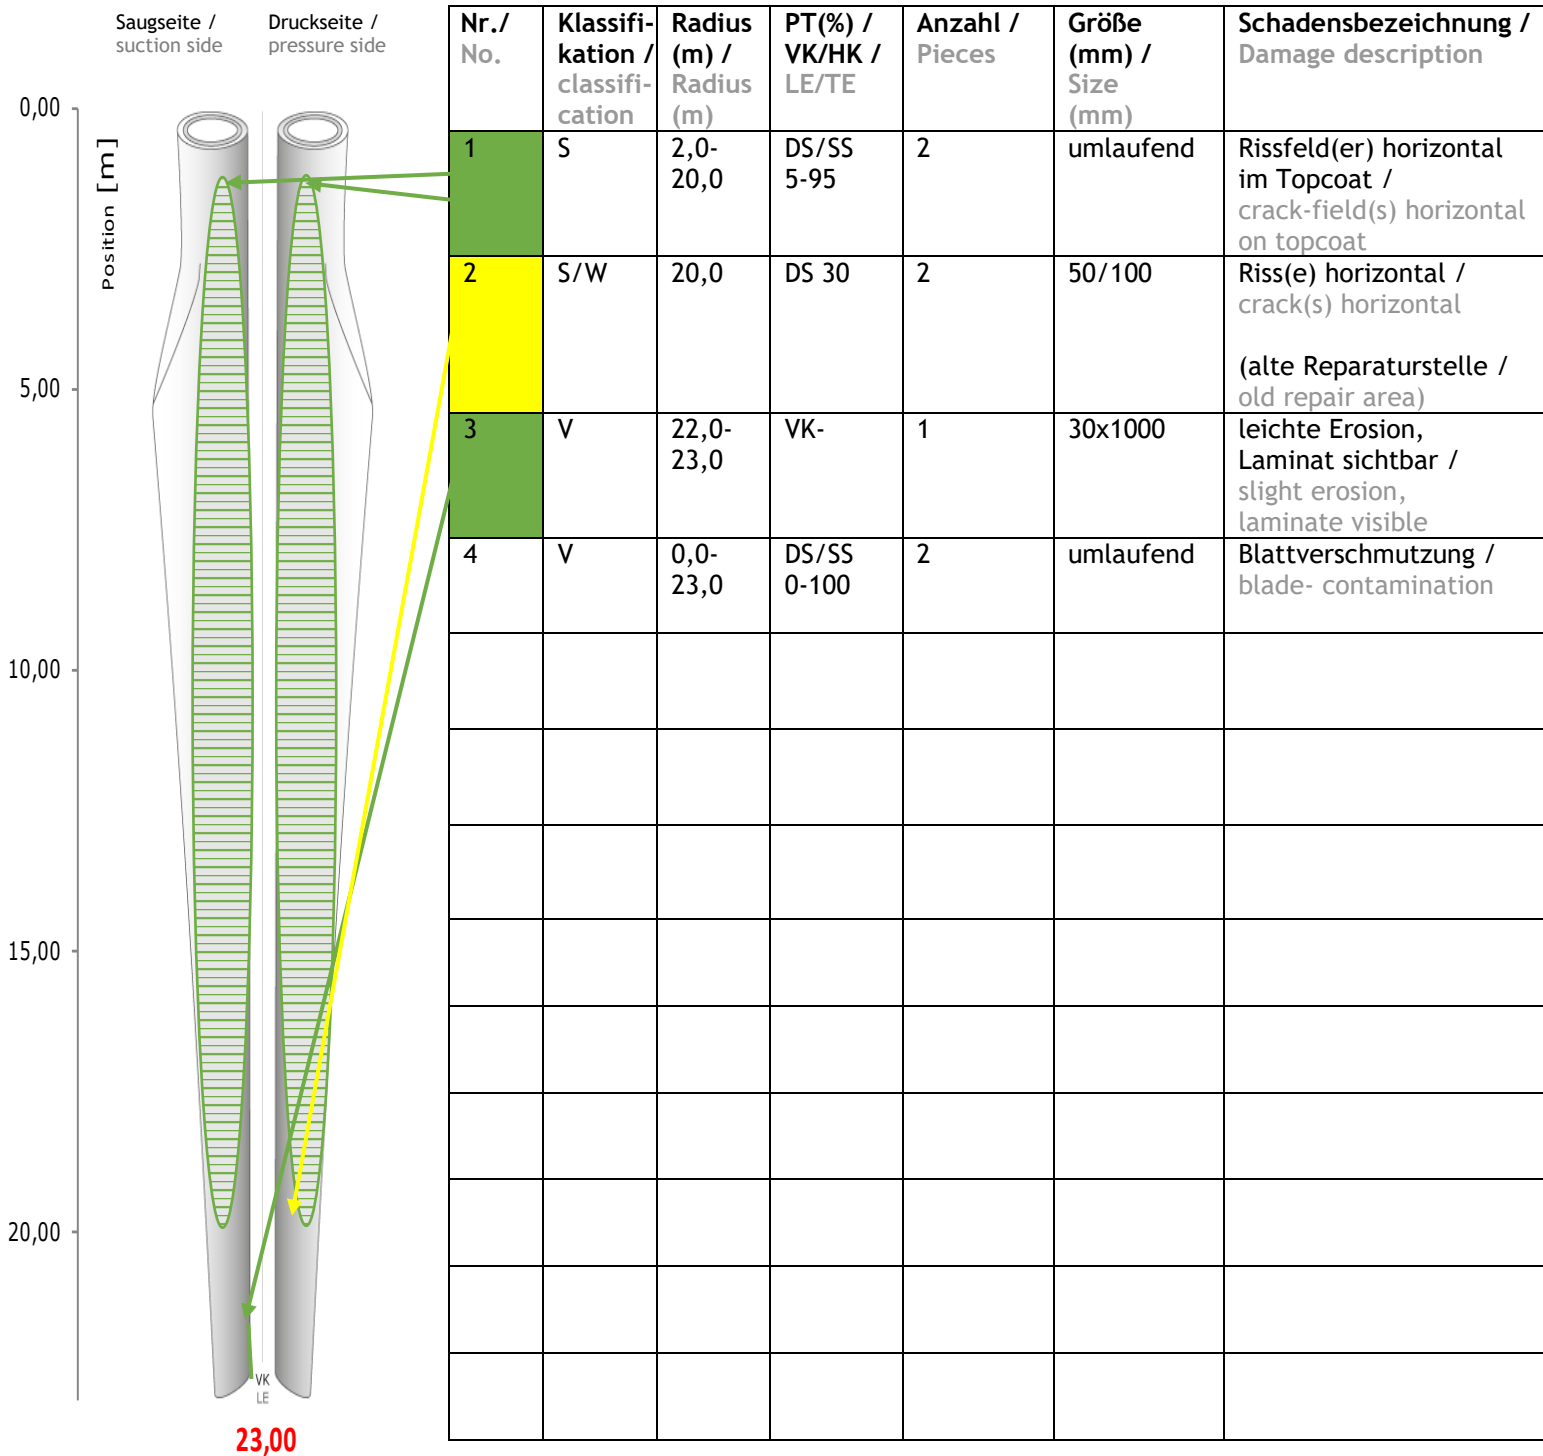 Saugseite /
suction side
Druckseite /
pressure side
0,00
5,00
10,00
15,00
20,00
Position [m]
VK
LE
23,00
Nr./
No.
Klassifi-
kation /
classifi-
cation
Radius
(m) /
Radius
(m)
PT(%) /
VK/HK /
LE/TE
Anzahl /
Pieces
Größe
(mm) /
Size
(mm)
Schadensbezeichnung /
Damage description
1
S
2,0-
20,0
DS/SS
5-95
2
umlaufend
Rissfeld(er) horizontal
im Topcoat /
crack-field(s) horizontal
on topcoat
2
S/W
20,0
DS 30
2
50/100
Riss(e) horizontal /
crack(s) horizontal
(alte Reparaturstelle /
old repair area)
3
V
22,0-
23,0
VK-
1
30x1000
leichte Erosion,
Laminat sichtbar /
slight erosion,
laminate visible
4
V
0,0-
23,0
DS/SS
0-100
2
umlaufend
Blattverschmutzung /
blade- contamination